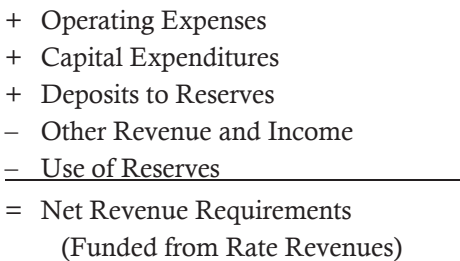 + Operating Expenses
+ Capital Expenditures
+ Deposits to Reserves
– Other Revenue and Income
– Use of Reserves
= Net Revenue Requirements
(Funded from Rate Revenues)